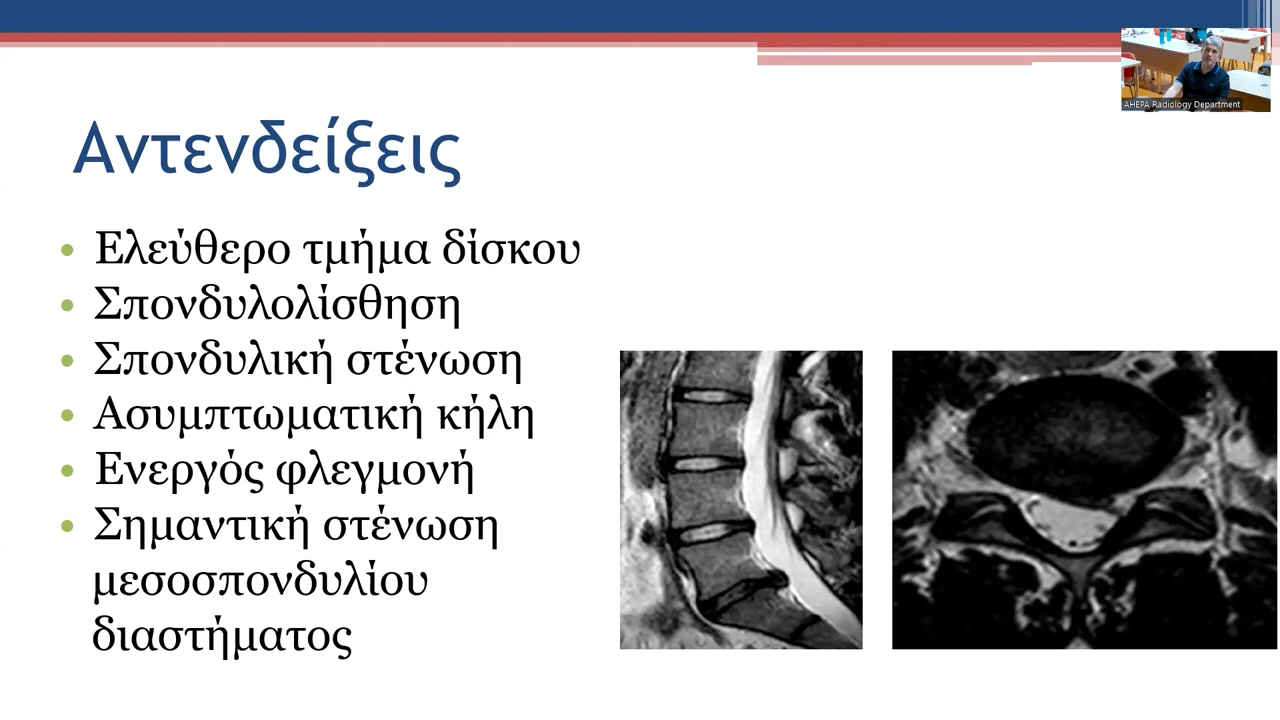 AHEPA Radiology Department
Αντενδείξεις
• Ελεύθερο τμήμα δίσκου
• Σπονδυλολίσθηση
• Σπονδυλική στένωση
• Ασυμπτωματική κήλη
• Ενεργός φλεγμονή
• Σημαντική στένωση
μεσοσπονδυλίου
διαστήματος